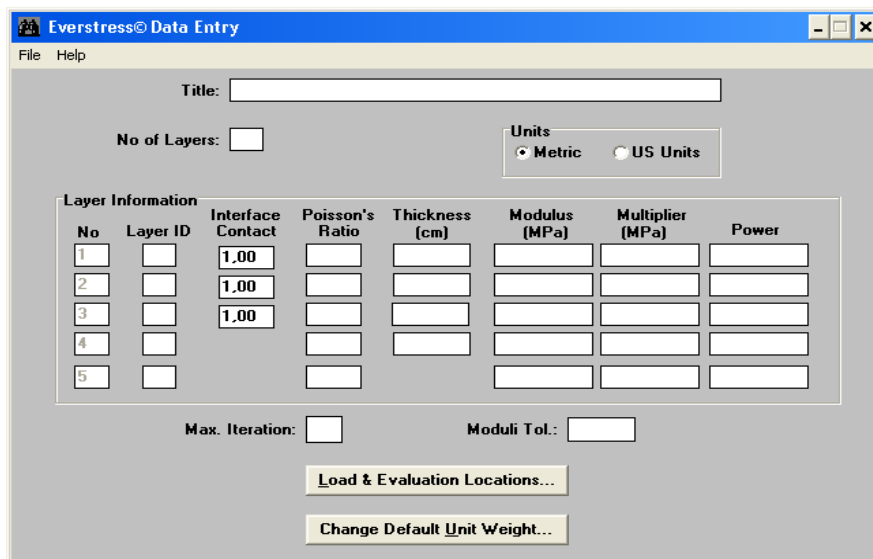 Everstress© Data Entry
File Help
Title:
No of Layers:
Units
Metric US Units
Layer Information
No Layer ID Interface Contact Poisson's Ratio Thickness (cm) Modulus (MPa) Multiplier (MPa) Power
1 1,00
2 1,00
3 1,00
4
5
Max. Iteration: Moduli Tol.:
Load & Evaluation Locations...
Change Default Unit Weight...